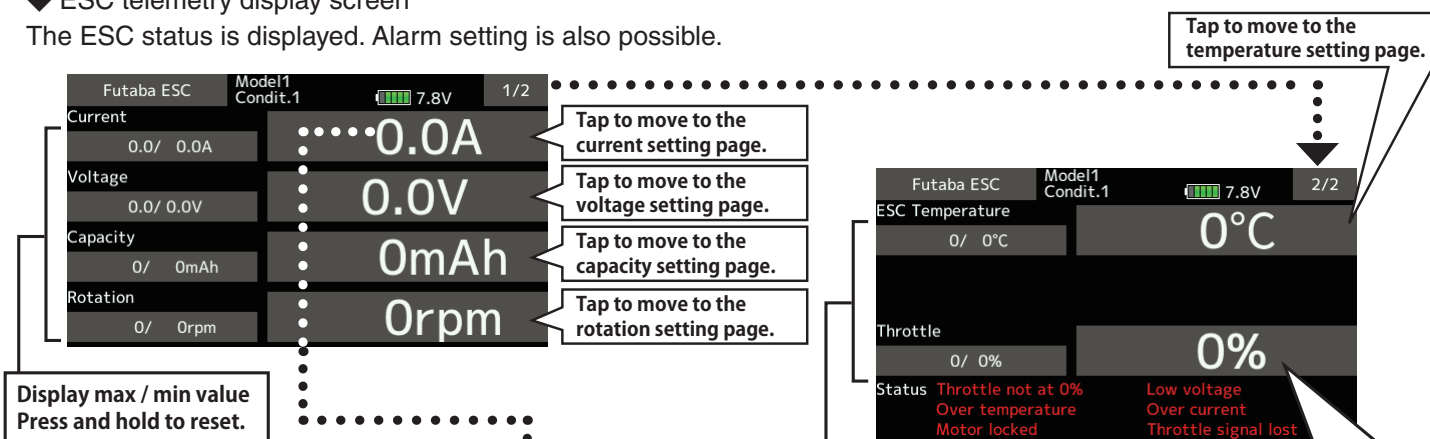 ◆ ESC telemetry display screen
The ESC status is displayed. Alarm setting is also possible.
Tap to move to the
temperature setting page.
Futaba ESC
Model1
Condit.1
7.8V
1/2
Current
0.0/ 0.0A
0.0A
Tap to move to the
current setting page.
Voltage
0.0/ 0.0V
0.0V
Tap to move to the
voltage setting page.
Capacity
0/ 0mAh
0mAh
Tap to move to the
capacity setting page.
Rotation
0/ 0rpm
0rpm
Tap to move to the
rotation setting page.
Display max / min value
Press and hold to reset.
Futaba ESC
Model1
Condit.1
7.8V
2/2
ESC Temperature
0/ 0°C
0°C
Throttle
0/ 0%
0%
Status Throttle not at 0% Low voltage
Over temperature Over current
Motor locked Throttle signal lost